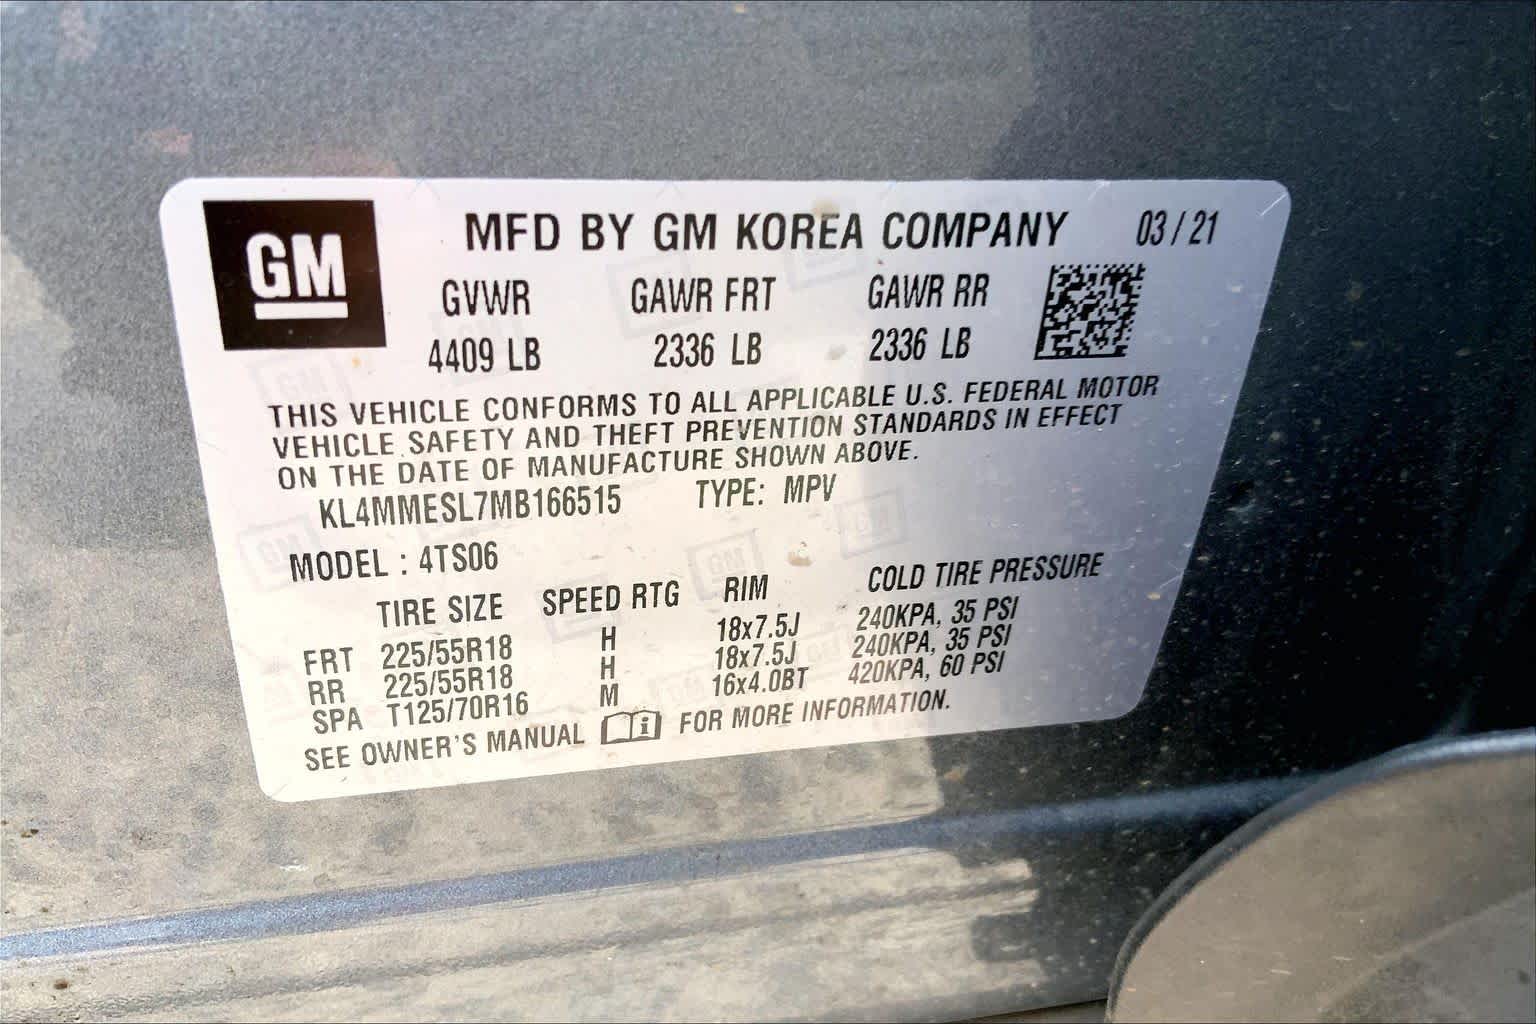 GM
MFD BY GM KOREA COMPANY 03 / 21
GVWR GAWR FRT GAWR RR
4409 LB 2336 LB 2336 LB
THIS VEHICLE CONFORMS TO ALL APPLICABLE U.S. FEDERAL MOTOR
VEHICLE SAFETY AND THEFT PREVENTION STANDARDS IN EFFECT
ON THE DATE OF MANUFACTURE SHOWN ABOVE.
KL4MMESL7MB166515 TYPE: MPV
MODEL : 4TS06
TIRE SIZE SPEED RTG RIM COLD TIRE PRESSURE
FRT 225/55R18 H 18x7.5J 240KPA, 35 PSI
RR 225/55R18 H 18x7.5J 240KPA, 35 PSI
SPA T125/70R16 M 16x4.0BT 420KPA, 60 PSI
SEE OWNER'S MANUAL i FOR MORE INFORMATION.